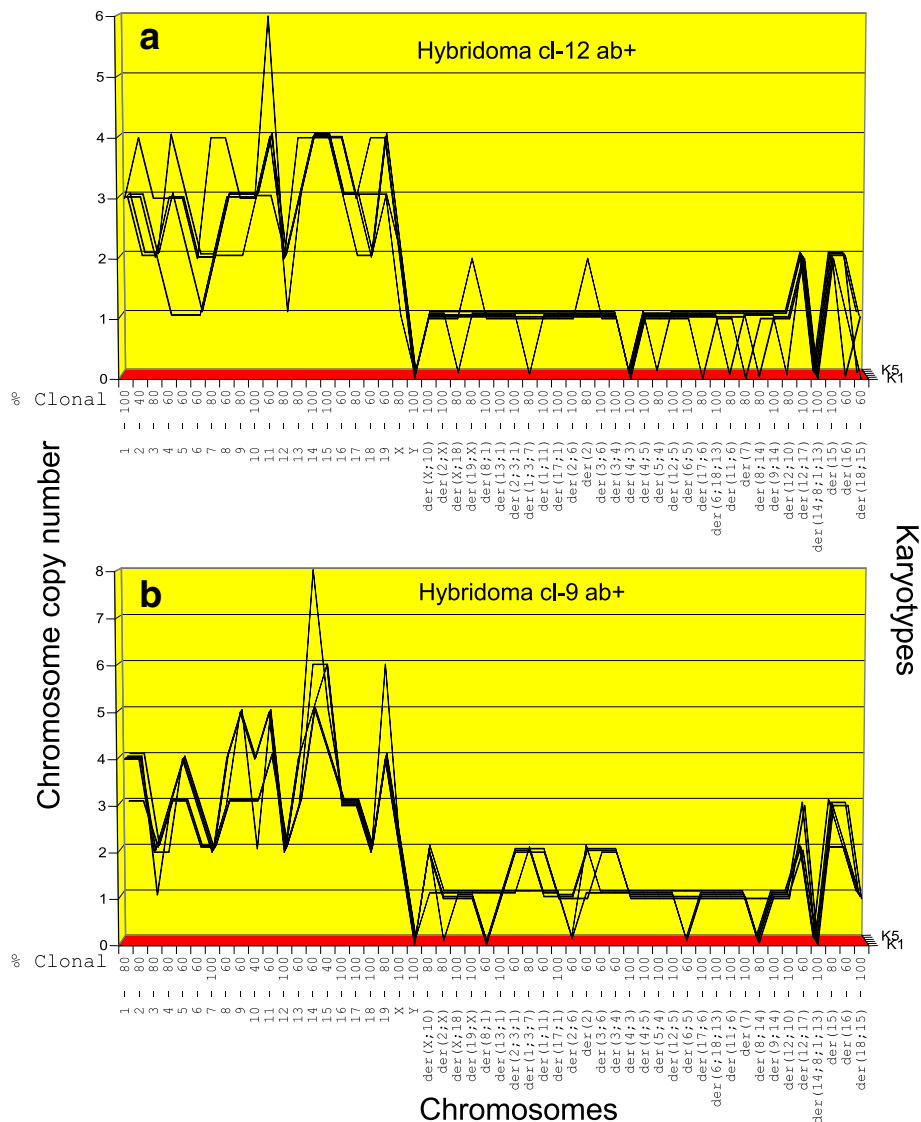 a
Hybridoma cl-12 ab+
6
5
4
3
2
1
0
K5
K1
% Clonal
100 - 1
40 - 2
40 - 3
80 - 4
60 - 5
60 - 6
80 - 7
60 - 8
80 - 9
100 - 10
60 - 11
80 - 12
80 - 13
100 - 14
100 - 15
60 - 16
80 - 17
60 - 18
60 - 19
80 - X
100 - Y
100 - der(X;10)
100 - der(2;X)
80 - der(X;18)
80 - der(19;X)
100 - der(8;1)
100 - der(13;1)
100 - der(2;3;1)
80 - der(1;3;7)
100 - der(1;11)
100 - der(17;1)
100 - der(2;6)
80 - der(2)
100 - der(3;6)
100 - der(3;4)
100 - der(4;3)
100 - der(4;5)
80 - der(5;4)
100 - der(12;5)
100 - der(6;5)
80 - der(17;6)
100 - der(6;18;13)
80 - der(11;6)
80 - der(7)
80 - der(8;14)
100 - der(9;14)
80 - der(12;10)
100 - der(12;17)
100 - der(14;8;1;13)
100 - der(15)
60 - der(16)
60 - der(18;15)
Chromosome copy number
Karyotypes
b
Hybridoma cl-9 ab+
8
7
6
5
4
3
2
1
0
K5
K1
% Clonal
80 - 1
80 - 2
80 - 3
80 - 4
60 - 5
60 - 6
100 - 7
60 - 8
60 - 9
40 - 10
60 - 11
100 - 12
60 - 13
60 - 14
40 - 15
100 - 16
100 - 17
100 - 18
80 - 19
100 - X
100 - Y
80 - der(X;10)
80 - der(2;X)
100 - der(X;18)
100 - der(19;X)
60 - der(8;1)
100 - der(13;1)
60 - der(2;3;1)
80 - der(1;3;7)
100 - der(1;11)
100 - der(17;1)
60 - der(2;6)
60 - der(2)
60 - der(3;6)
60 - der(3;4)
100 - der(4;3)
100 - der(4;5)
100 - der(5;4)
100 - der(12;5)
80 - der(6;5)
100 - der(17;6)
100 - der(6;18;13)
100 - der(11;6)
100 - der(7)
80 - der(8;14)
100 - der(9;14)
100 - der(12;10)
60 - der(12;17)
100 - der(14;8;1;13)
80 - der(15)
60 - der(16)
100 - der(18;15)
Chromosomes